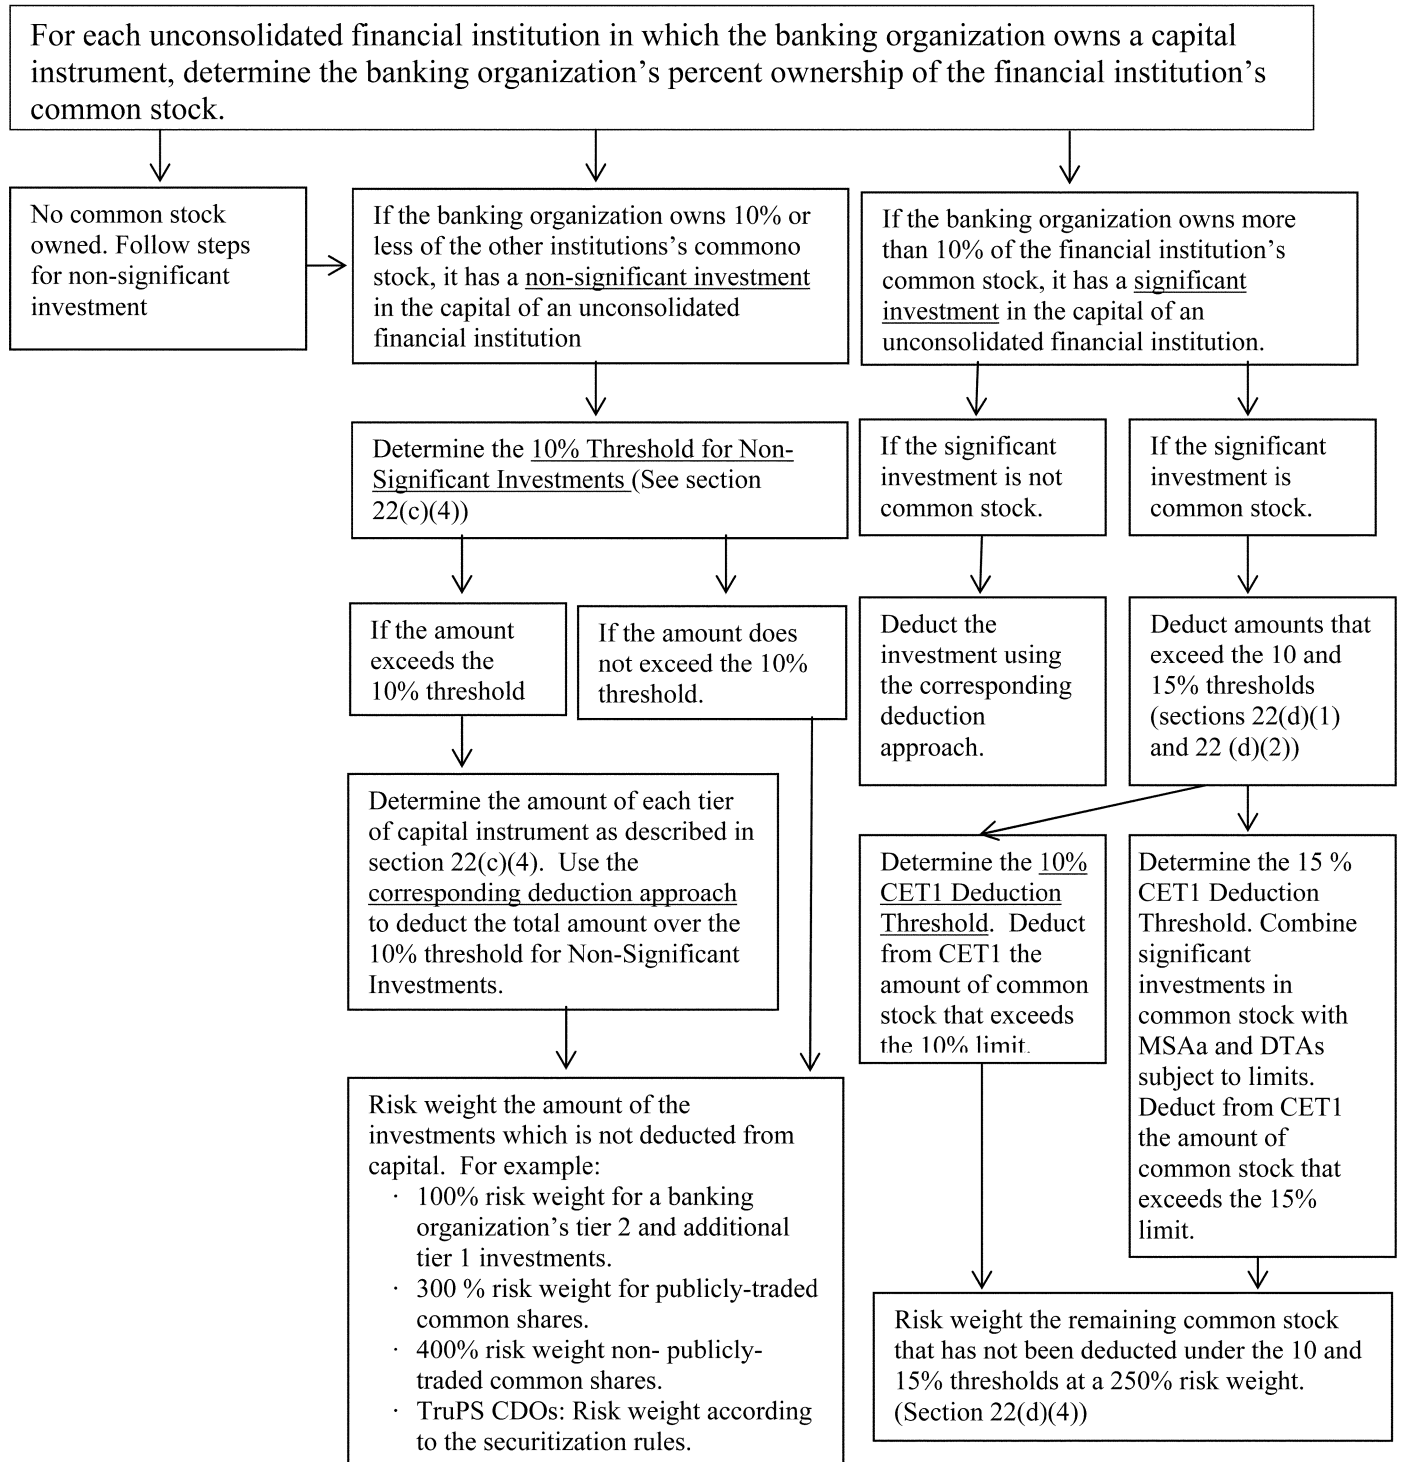 For each unconsolidated financial institution in which the banking organization owns a capital
instrument, determine the banking organization’s percent ownership of the financial institution’s
common stock.
No common stock
owned. Follow steps
for non-significant
investment
If the banking organization owns 10% or
less of the other institutions’s commono
stock, it has a non-significant investment
in the capital of an unconsolidated
financial institution
If the banking organization owns more
than 10% of the financial institution’s
common stock, it has a significant
investment in the capital of an
unconsolidated financial institution.
Determine the 10% Threshold for Non-
Significant Investments (See section
22(c)(4))
If the significant
investment is not
common stock.
If the significant
investment is
common stock.
If the amount
exceeds the
10% threshold
If the amount does
not exceed the 10%
threshold.
Deduct the
investment using
the corresponding
deduction
approach.
Deduct amounts that
exceed the 10 and
15% thresholds
(sections 22(d)(1)
and 22 (d)(2))
Determine the amount of each tier
of capital instrument as described in
section 22(c)(4). Use the
corresponding deduction approach
to deduct the total amount over the
10% threshold for Non-Significant
Investments.
Determine the 10%
CET1 Deduction
Threshold. Deduct
from CET1 the
amount of common
stock that exceeds
the 10% limit.
Determine the 15 %
CET1 Deduction
Threshold. Combine
significant
investments in
common stock with
MSAa and DTAs
subject to limits.
Deduct from CET1
the amount of
common stock that
exceeds the 15%
limit.
Risk weight the amount of the
investments which is not deducted from
capital. For example:
· 100% risk weight for a banking
organization’s tier 2 and additional
tier 1 investments.
· 300 % risk weight for publicly-traded
common shares.
· 400% risk weight non- publicly-
traded common shares.
· TruPS CDOs: Risk weight according
to the securitization rules.
Risk weight the remaining common stock
that has not been deducted under the 10 and
15% thresholds at a 250% risk weight.
(Section 22(d)(4))